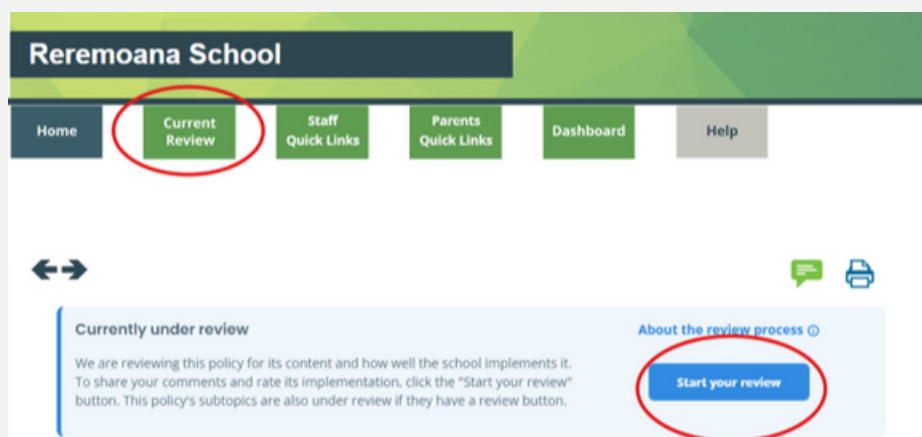 Reremoana School
Home
Current
Review
Staff
Quick Links
Parents
Quick Links
Dashboard
Help
Currently under review
About the review process
We are reviewing this policy for its content and how well the school implements it.
To share your comments and rate its implementation, click the "Start your review"
button. This policy's subtopics are also under review if they have a review button.
Start your review